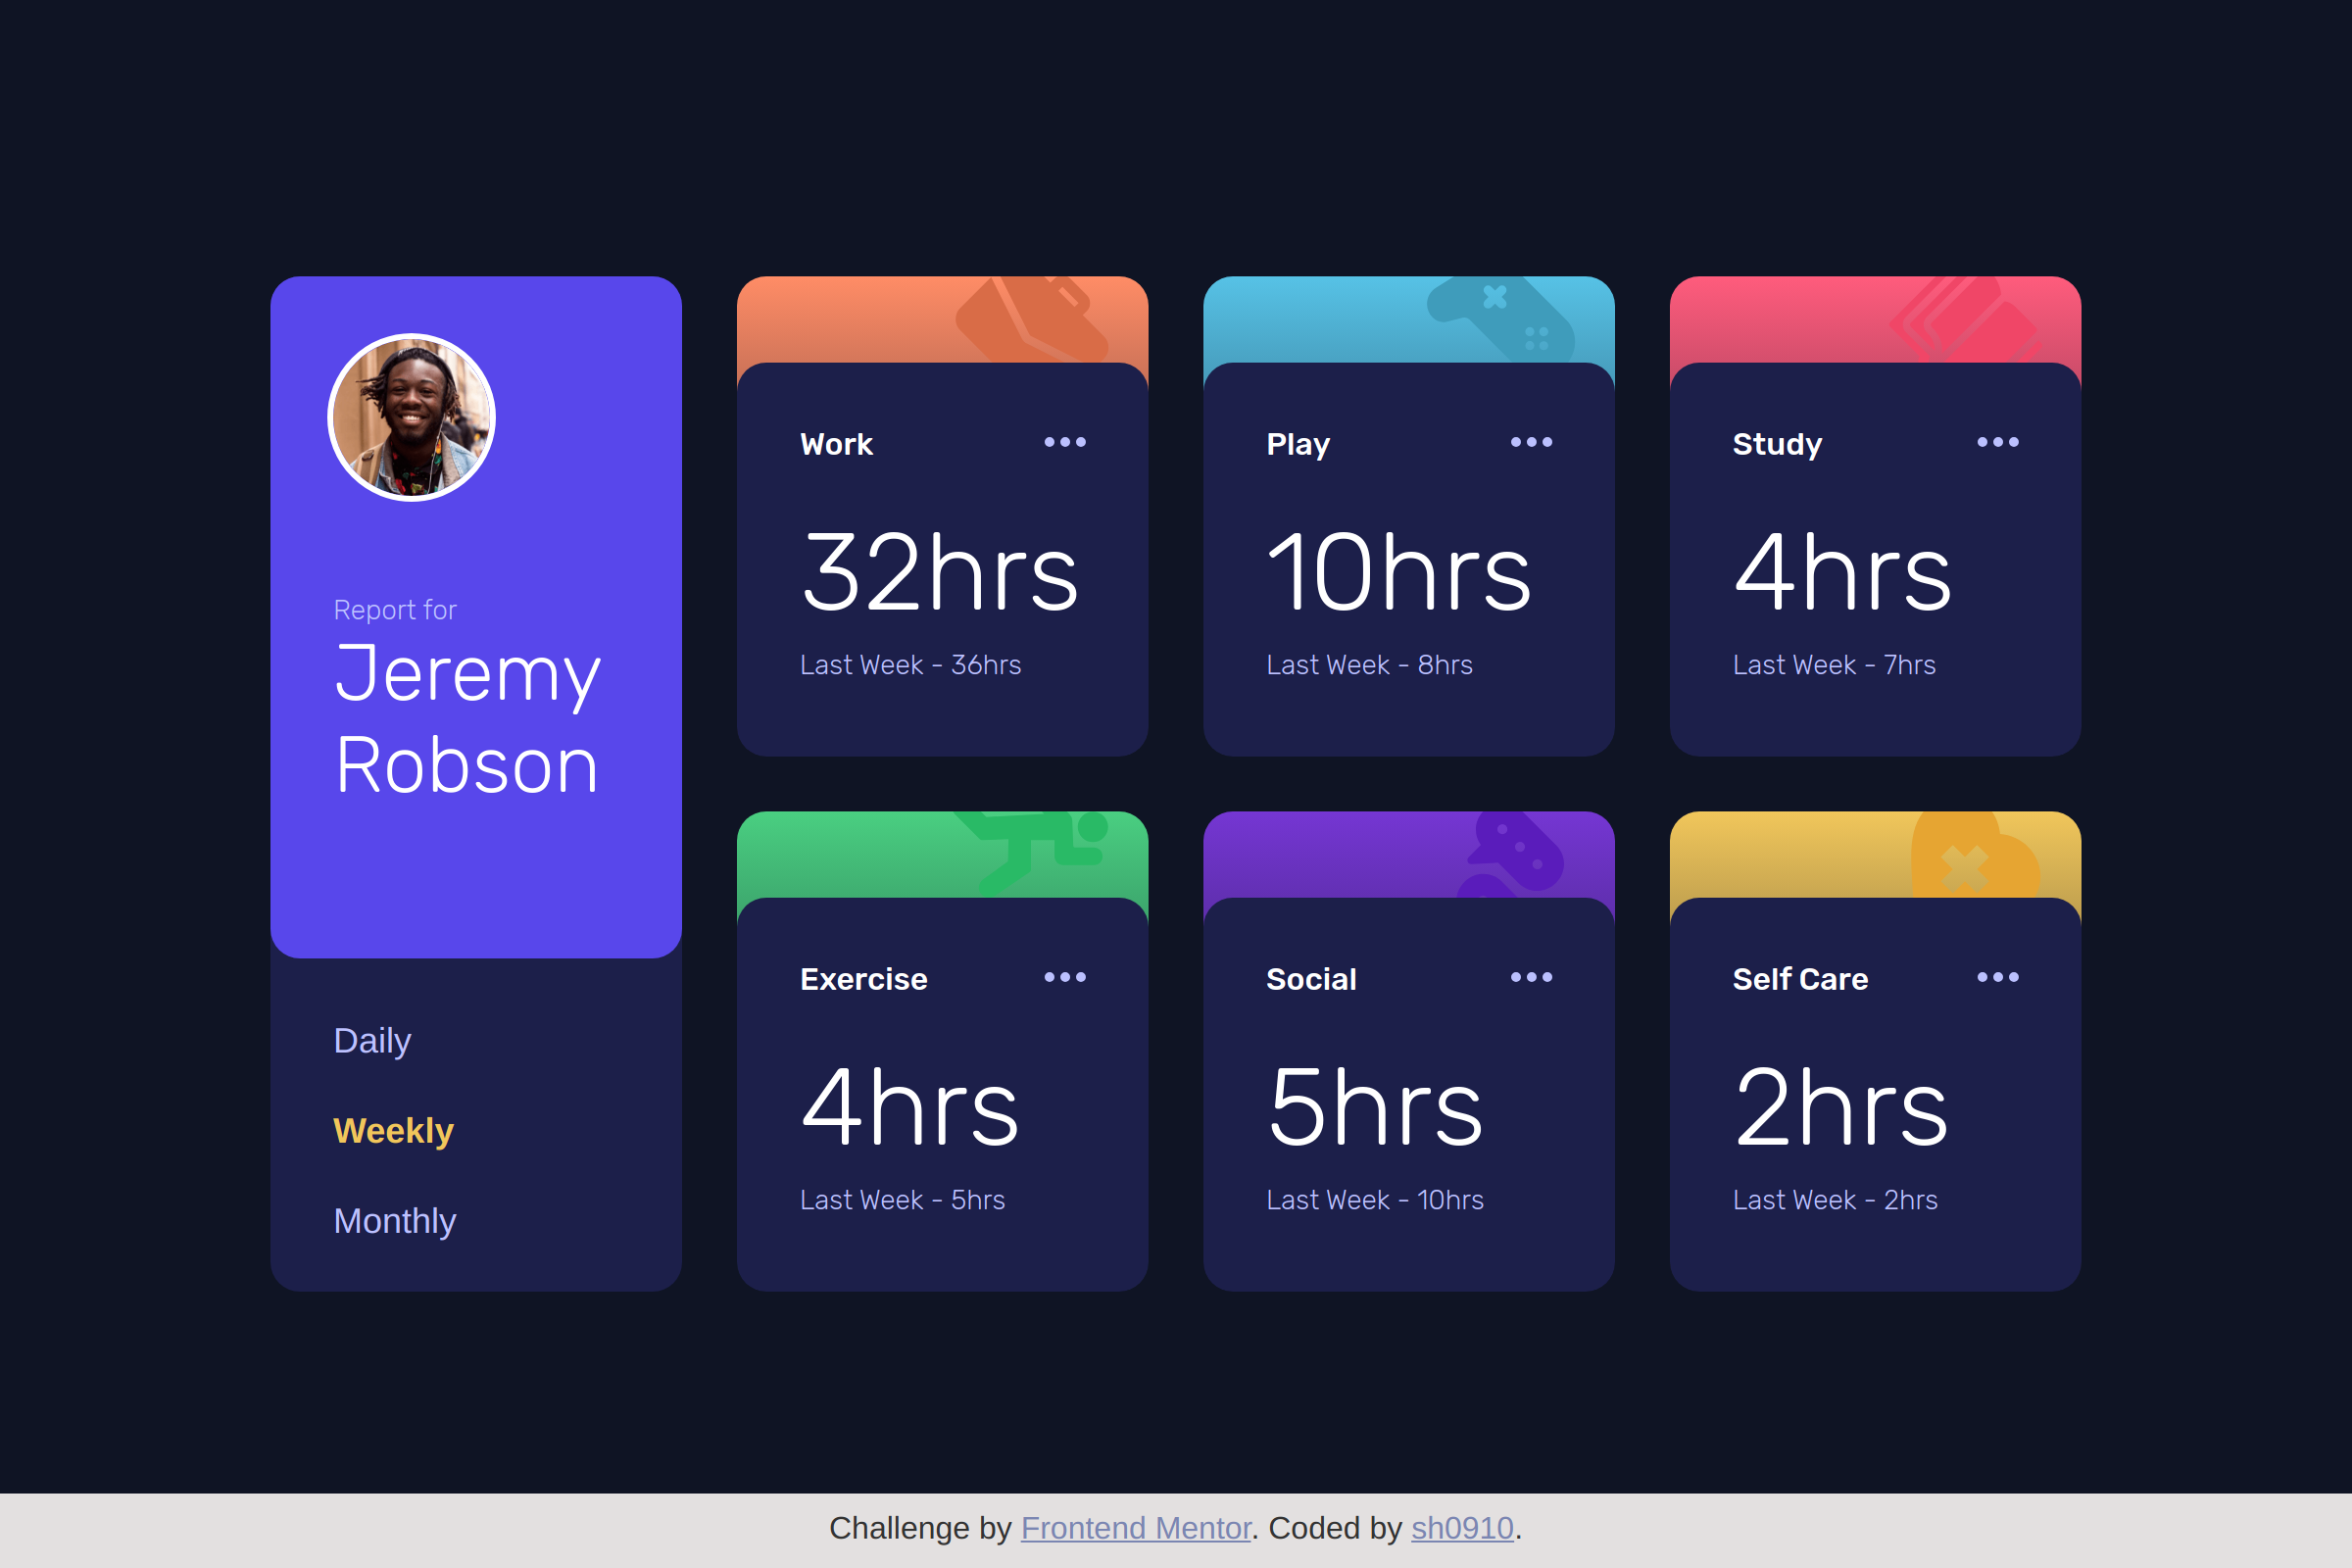 Report for
Jeremy
Robson
Daily
Weekly
Monthly
Work
32hrs
Last Week - 36hrs
Play
10hrs
Last Week - 8hrs
Study
4hrs
Last Week - 7hrs
Exercise
4hrs
Last Week - 5hrs
Social
5hrs
Last Week - 10hrs
Self Care
2hrs
Last Week - 2hrs
Challenge by Frontend Mentor. Coded by sh0910.